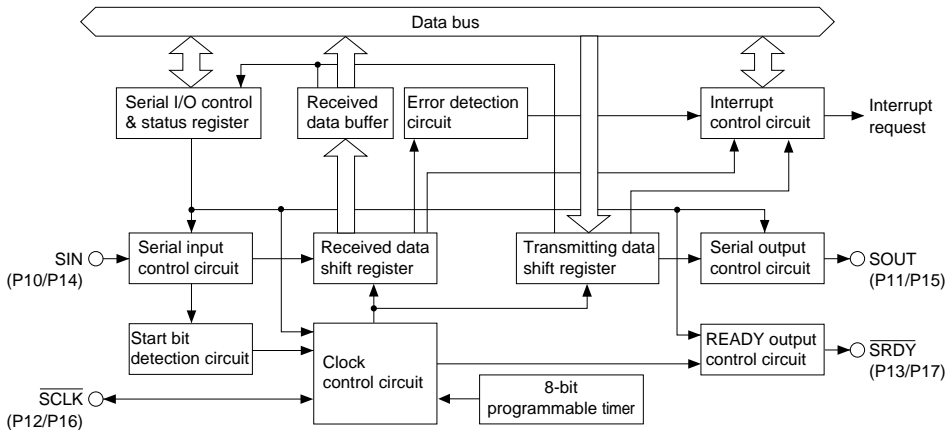 Data bus
Serial I/O control
& status register
Received
data buffer
Error detection
circuit
Interrupt
control circuit
Interrupt
request
SIN
(P10/P14)
Serial input
control circuit
Received data
shift register
Transmitting data
shift register
Serial output
control circuit
SOUT
(P11/P15)
Start bit
detection circuit
Clock
control circuit
READY output
control circuit
SRDY
(P13/P17)
SCLK
(P12/P16)
8-bit
programmable timer